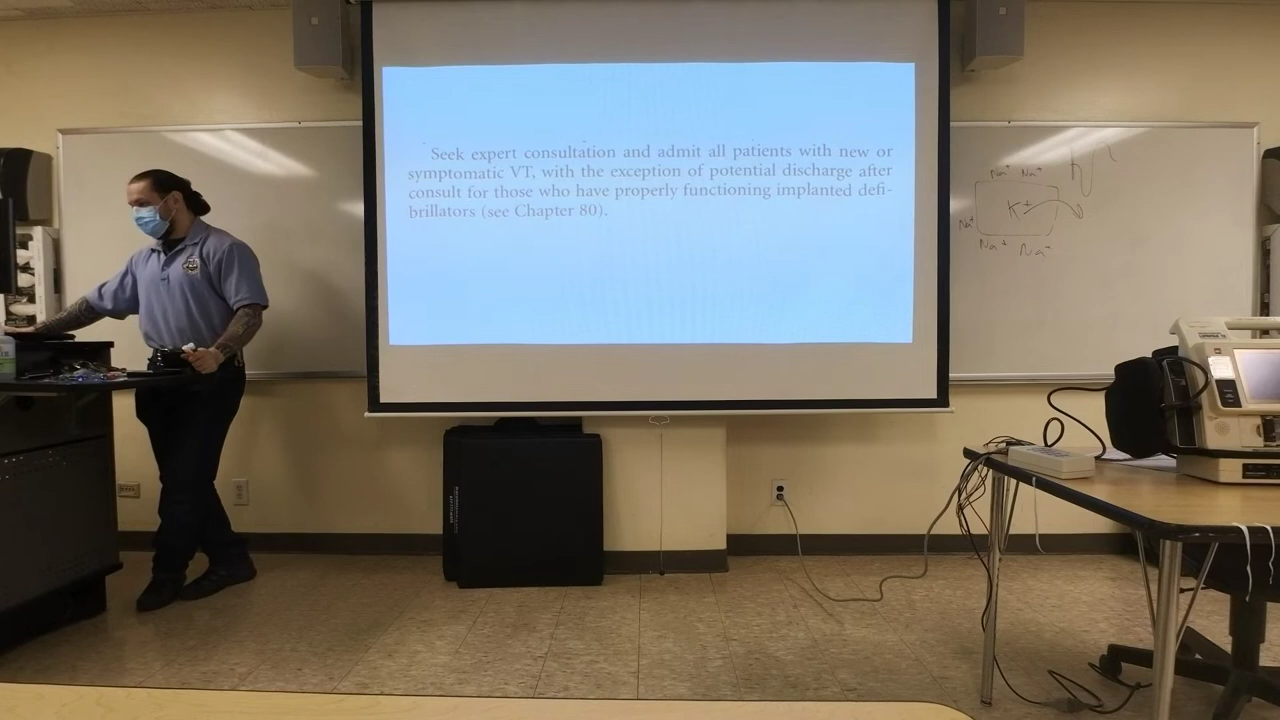 Seek expert consultation and admit all patients with new or
symptomatic VT, with the exception of potential discharge after
consult for those who have properly functioning implanted defi-
brillators (see Chapter 80).
Na+ Na+
K+
Na+
Na+ Na+